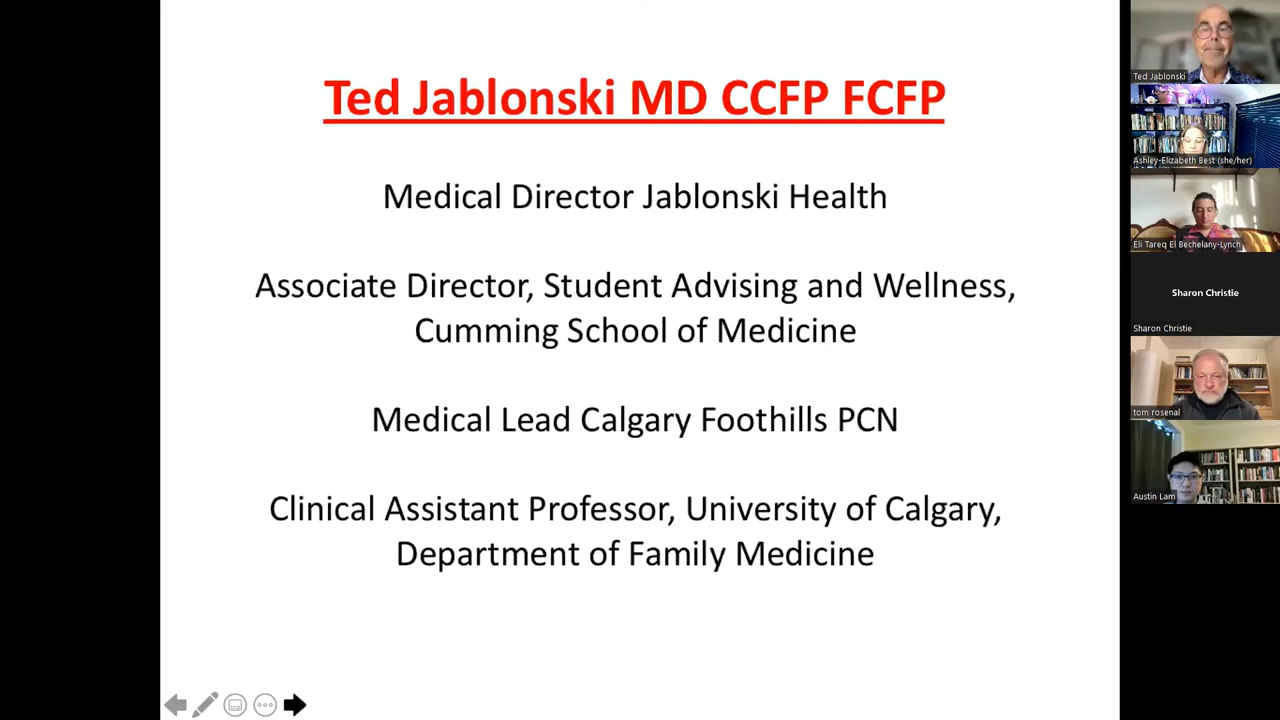 Ted Jablonski MD CCFP FCFP
Medical Director Jablonski Health
Associate Director, Student Advising and Wellness,
Cumming School of Medicine
Medical Lead Calgary Foothills PCN
Clinical Assistant Professor, University of Calgary,
Department of Family Medicine
Ted Jablonski
Ashley-Elizabeth Best (she/her)
Eli Tareq El Bechelany-Lynch
Sharon Christie
Sharon Christie
tom rosenal
Austin Lam